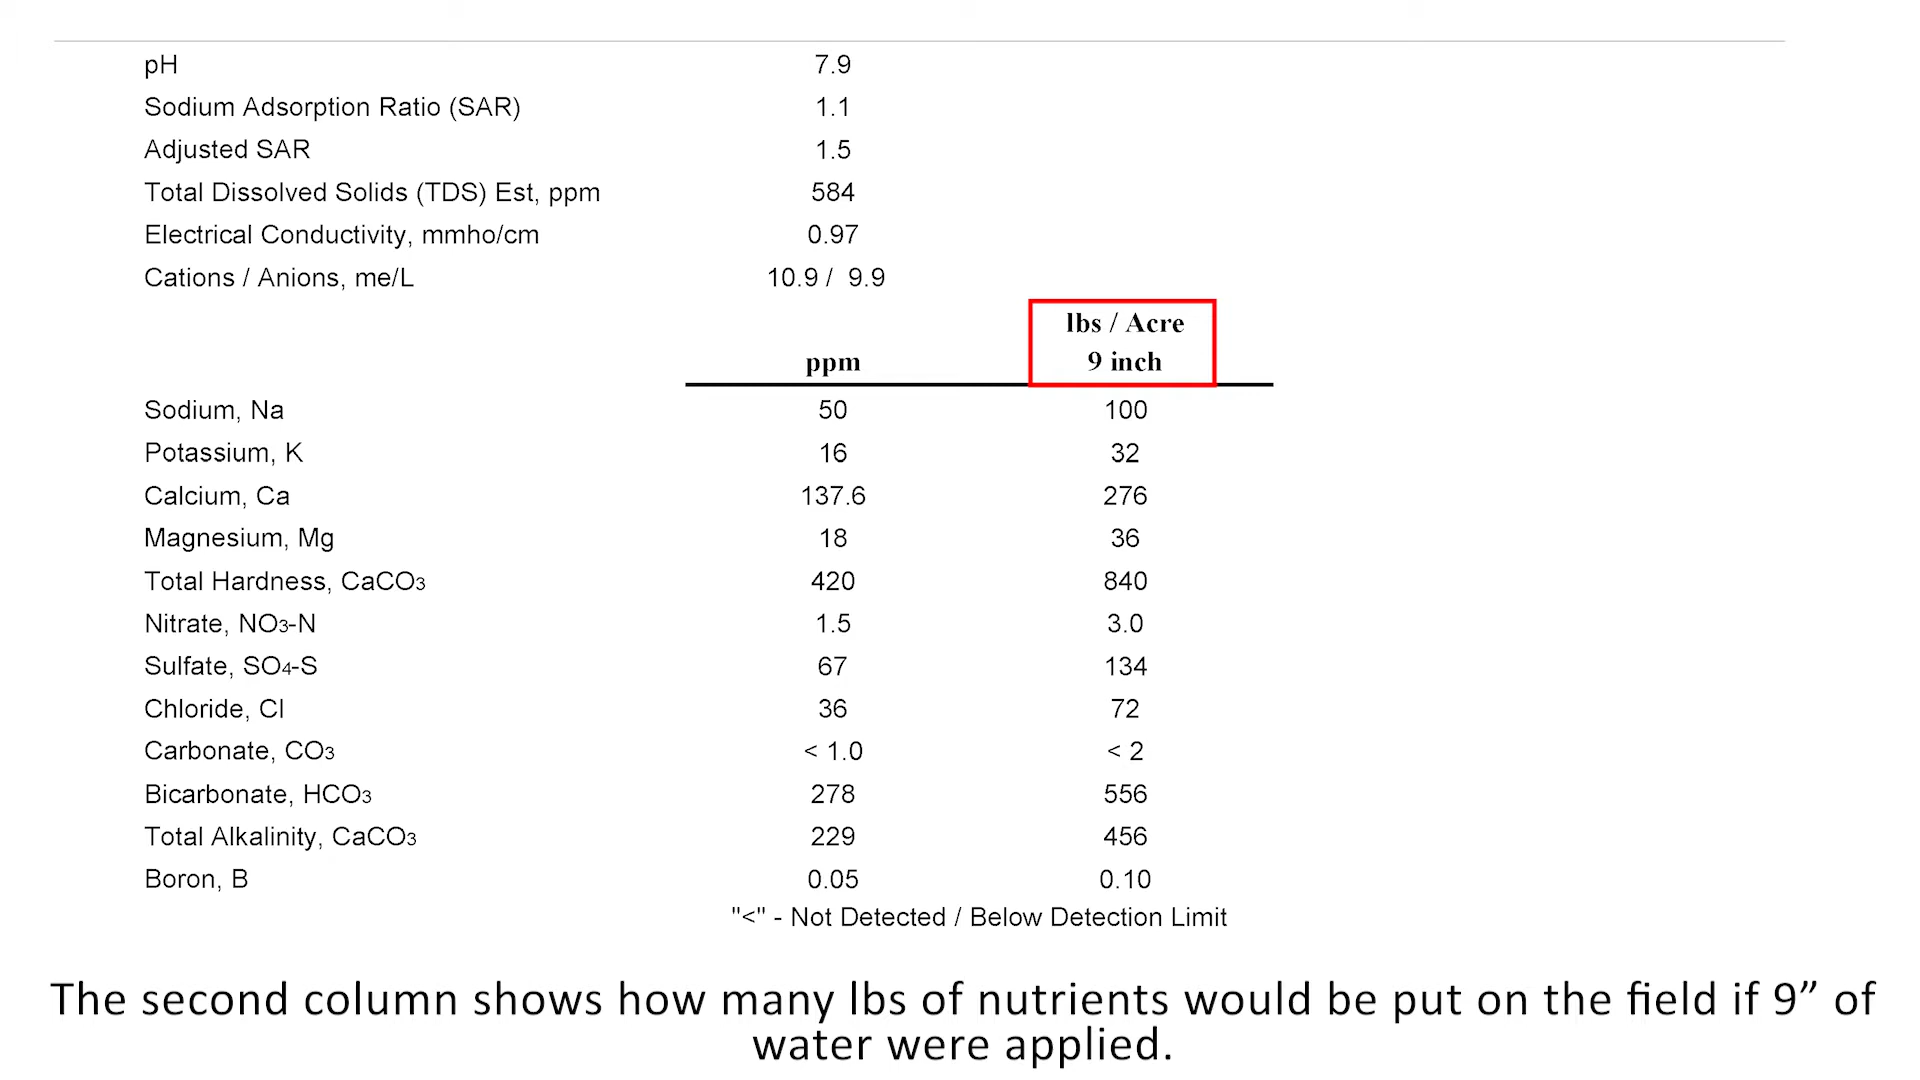 pH 7.9
Sodium Adsorption Ratio (SAR) 1.1
Adjusted SAR 1.5
Total Dissolved Solids (TDS) Est, ppm 584
Electrical Conductivity, mmho/cm 0.97
Cations / Anions, me/L 10.9 / 9.9
lbs / Acre
ppm 9 inch
Sodium, Na 50 100
Potassium, K 16 32
Calcium, Ca 137.6 276
Magnesium, Mg 18 36
Total Hardness, CaCO3 420 840
Nitrate, NO3-N 1.5 3.0
Sulfate, SO4-S 67 134
Chloride, Cl 36 72
Carbonate, CO3 < 1.0 < 2
Bicarbonate, HCO3 278 556
Total Alkalinity, CaCO3 229 456
Boron, B 0.05 0.10
"<" - Not Detected / Below Detection Limit
The second column shows how many lbs of nutrients would be put on the field if 9” of
water were applied.